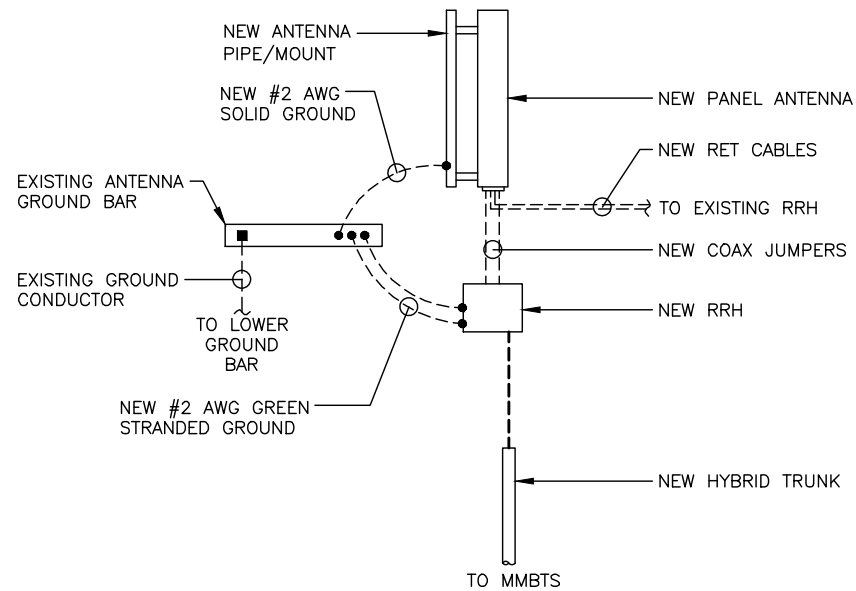 NEW ANTENNA
PIPE/MOUNT
NEW #2 AWG
SOLID GROUND
NEW PANEL ANTENNA
NEW RET CABLES
EXISTING ANTENNA
GROUND BAR
TO EXISTING RRH
NEW COAX JUMPERS
EXISTING GROUND
CONDUCTOR
NEW RRH
TO LOWER
GROUND
BAR
NEW #2 AWG GREEN
STRANDED GROUND
NEW HYBRID TRUNK
TO MMBTS